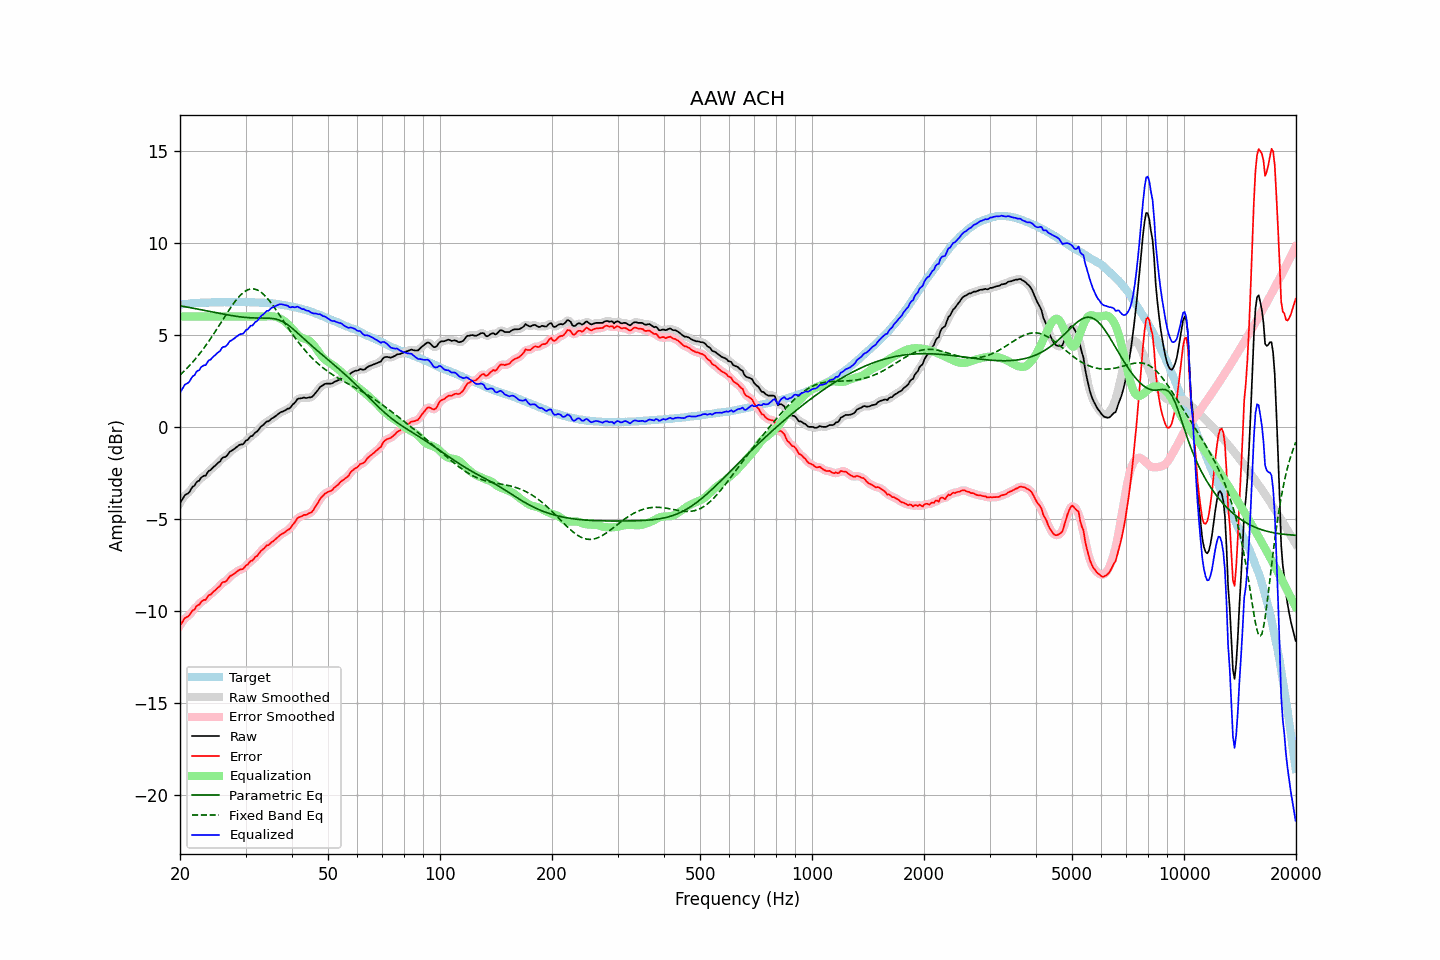 AAW ACH
Amplitude (dBr)
15
10
5
0
−5
−10
−15
−20
Target
Raw Smoothed
Error Smoothed
Raw
Error
Equalization
Parametric Eq
Fixed Band Eq
Equalized
20 50 100 200 500 1000 2000 5000 10000 20000
Frequency (Hz)